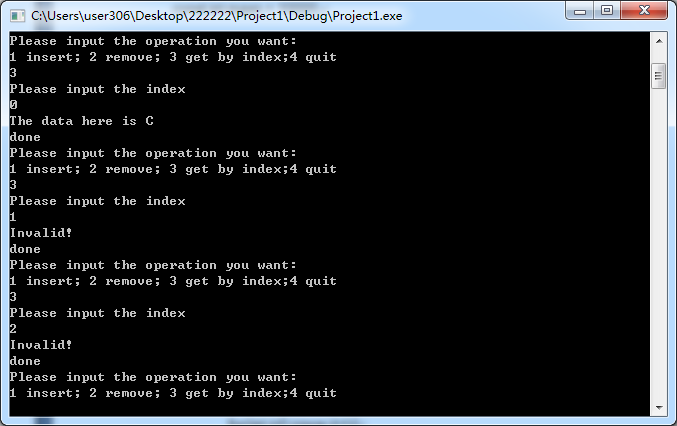 C:\Users\user306\Desktop\222222\Project1\Debug\Project1.exe
Please input the operation you want:
1 insert; 2 remove; 3 get by index;4 quit
3
Please input the index
0
The data here is C
done
Please input the operation you want:
1 insert; 2 remove; 3 get by index;4 quit
3
Please input the index
1
Invalid!
done
Please input the operation you want:
1 insert; 2 remove; 3 get by index;4 quit
3
Please input the index
2
Invalid!
done
Please input the operation you want:
1 insert; 2 remove; 3 get by index;4 quit